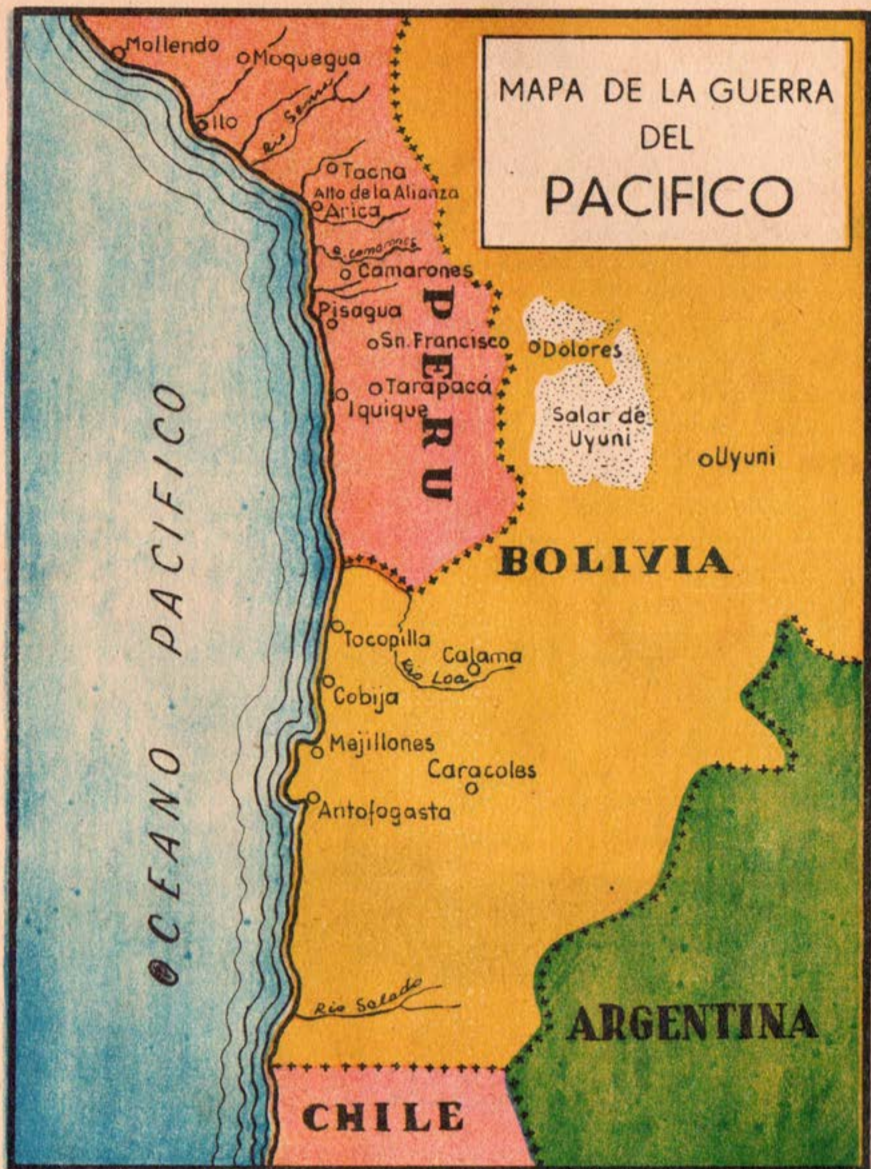 MAPA DE LA GUERRA
DEL
PACIFICO
Mollendo
Moquegua
Ilo
Rio
Tacna
Alto de la Alianza
Arica
R. Camarones
Camarones
Pisagua
PERU
Sn. Francisco
Dolores
Tarapacá
Iquique
Salar de
Uyuni
Uyuni
BOLIVIA
OCEANO PACIFICO
Tocopilla
Calama
Rio Loa
Cobija
Mejillones
Caracoles
Antofogasta
Rio Salado
ARGENTINA
CHILE